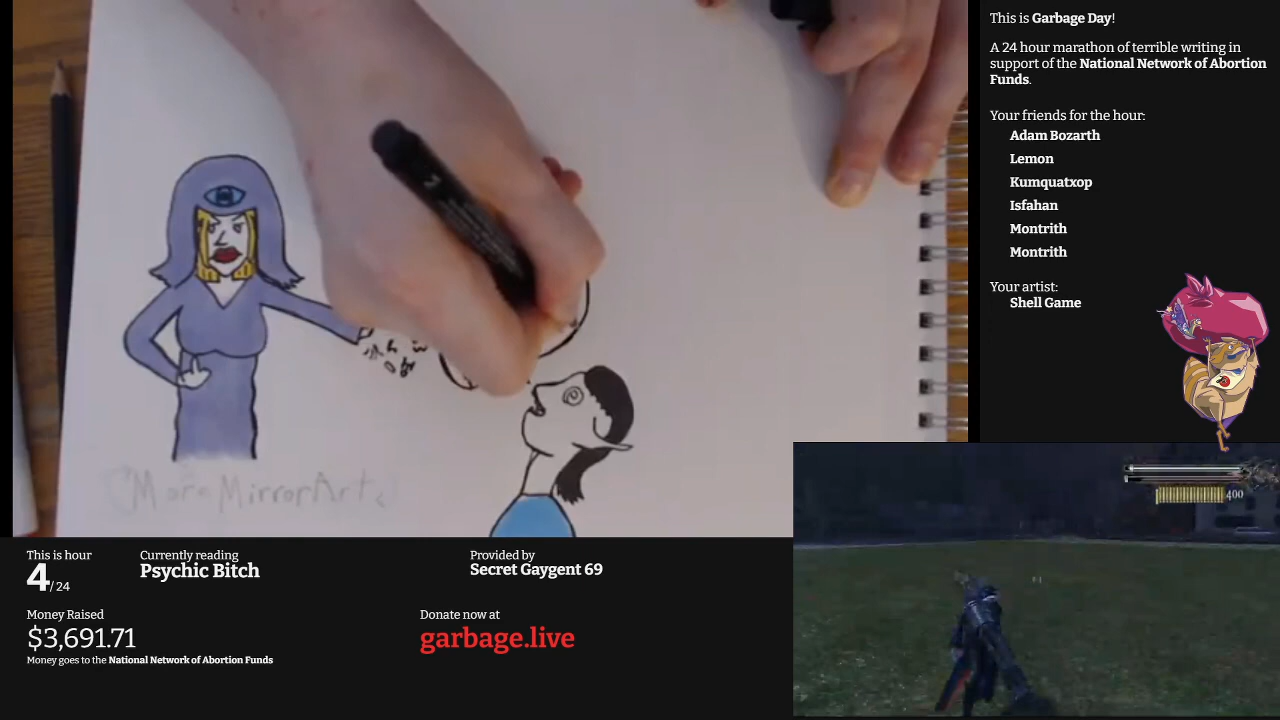 This is Garbage Day!
A 24 hour marathon of terrible writing in
support of the National Network of Abortion
Funds.
Your friends for the hour:
Adam Bozarth
Lemon
Kumquatxop
Isfahan
Montrith
Montrith
Your artist:
Shell Game
MoreMirrorArt
400
This is hour
4/ 24
Currently reading
Psychic Bitch
Provided by
Secret Gaygent 69
Money Raised
$3,691.71
Money goes to the National Network of Abortion Funds
Donate now at
garbage.live